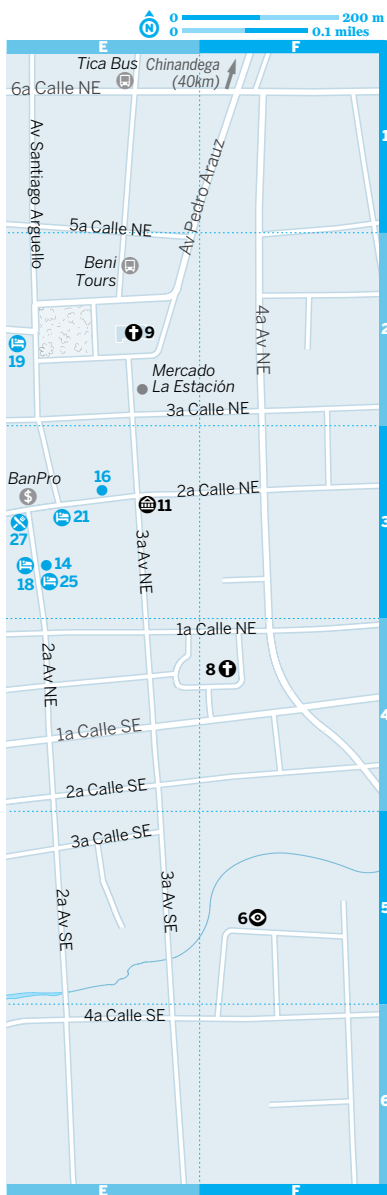 N
0
200 m
0
0.1 miles
E
F
Tica Bus
Chinandega
(40km)
6a Calle NE
1
Av Santiago Arguello
Av Pedro Arauz
5a Calle NE
Beni
Tours
2
4a Av NE
9
19
Mercado
La Estación
3a Calle NE
BanPro
$
16
2a Calle NE
11
21
3
27
3a Av NE
14
18
25
1a Calle NE
2a Av NE
8
4
1a Calle SE
2a Calle SE
3a Calle SE
2a Av SE
3a Av SE
5
6
4a Calle SE
6
E
F